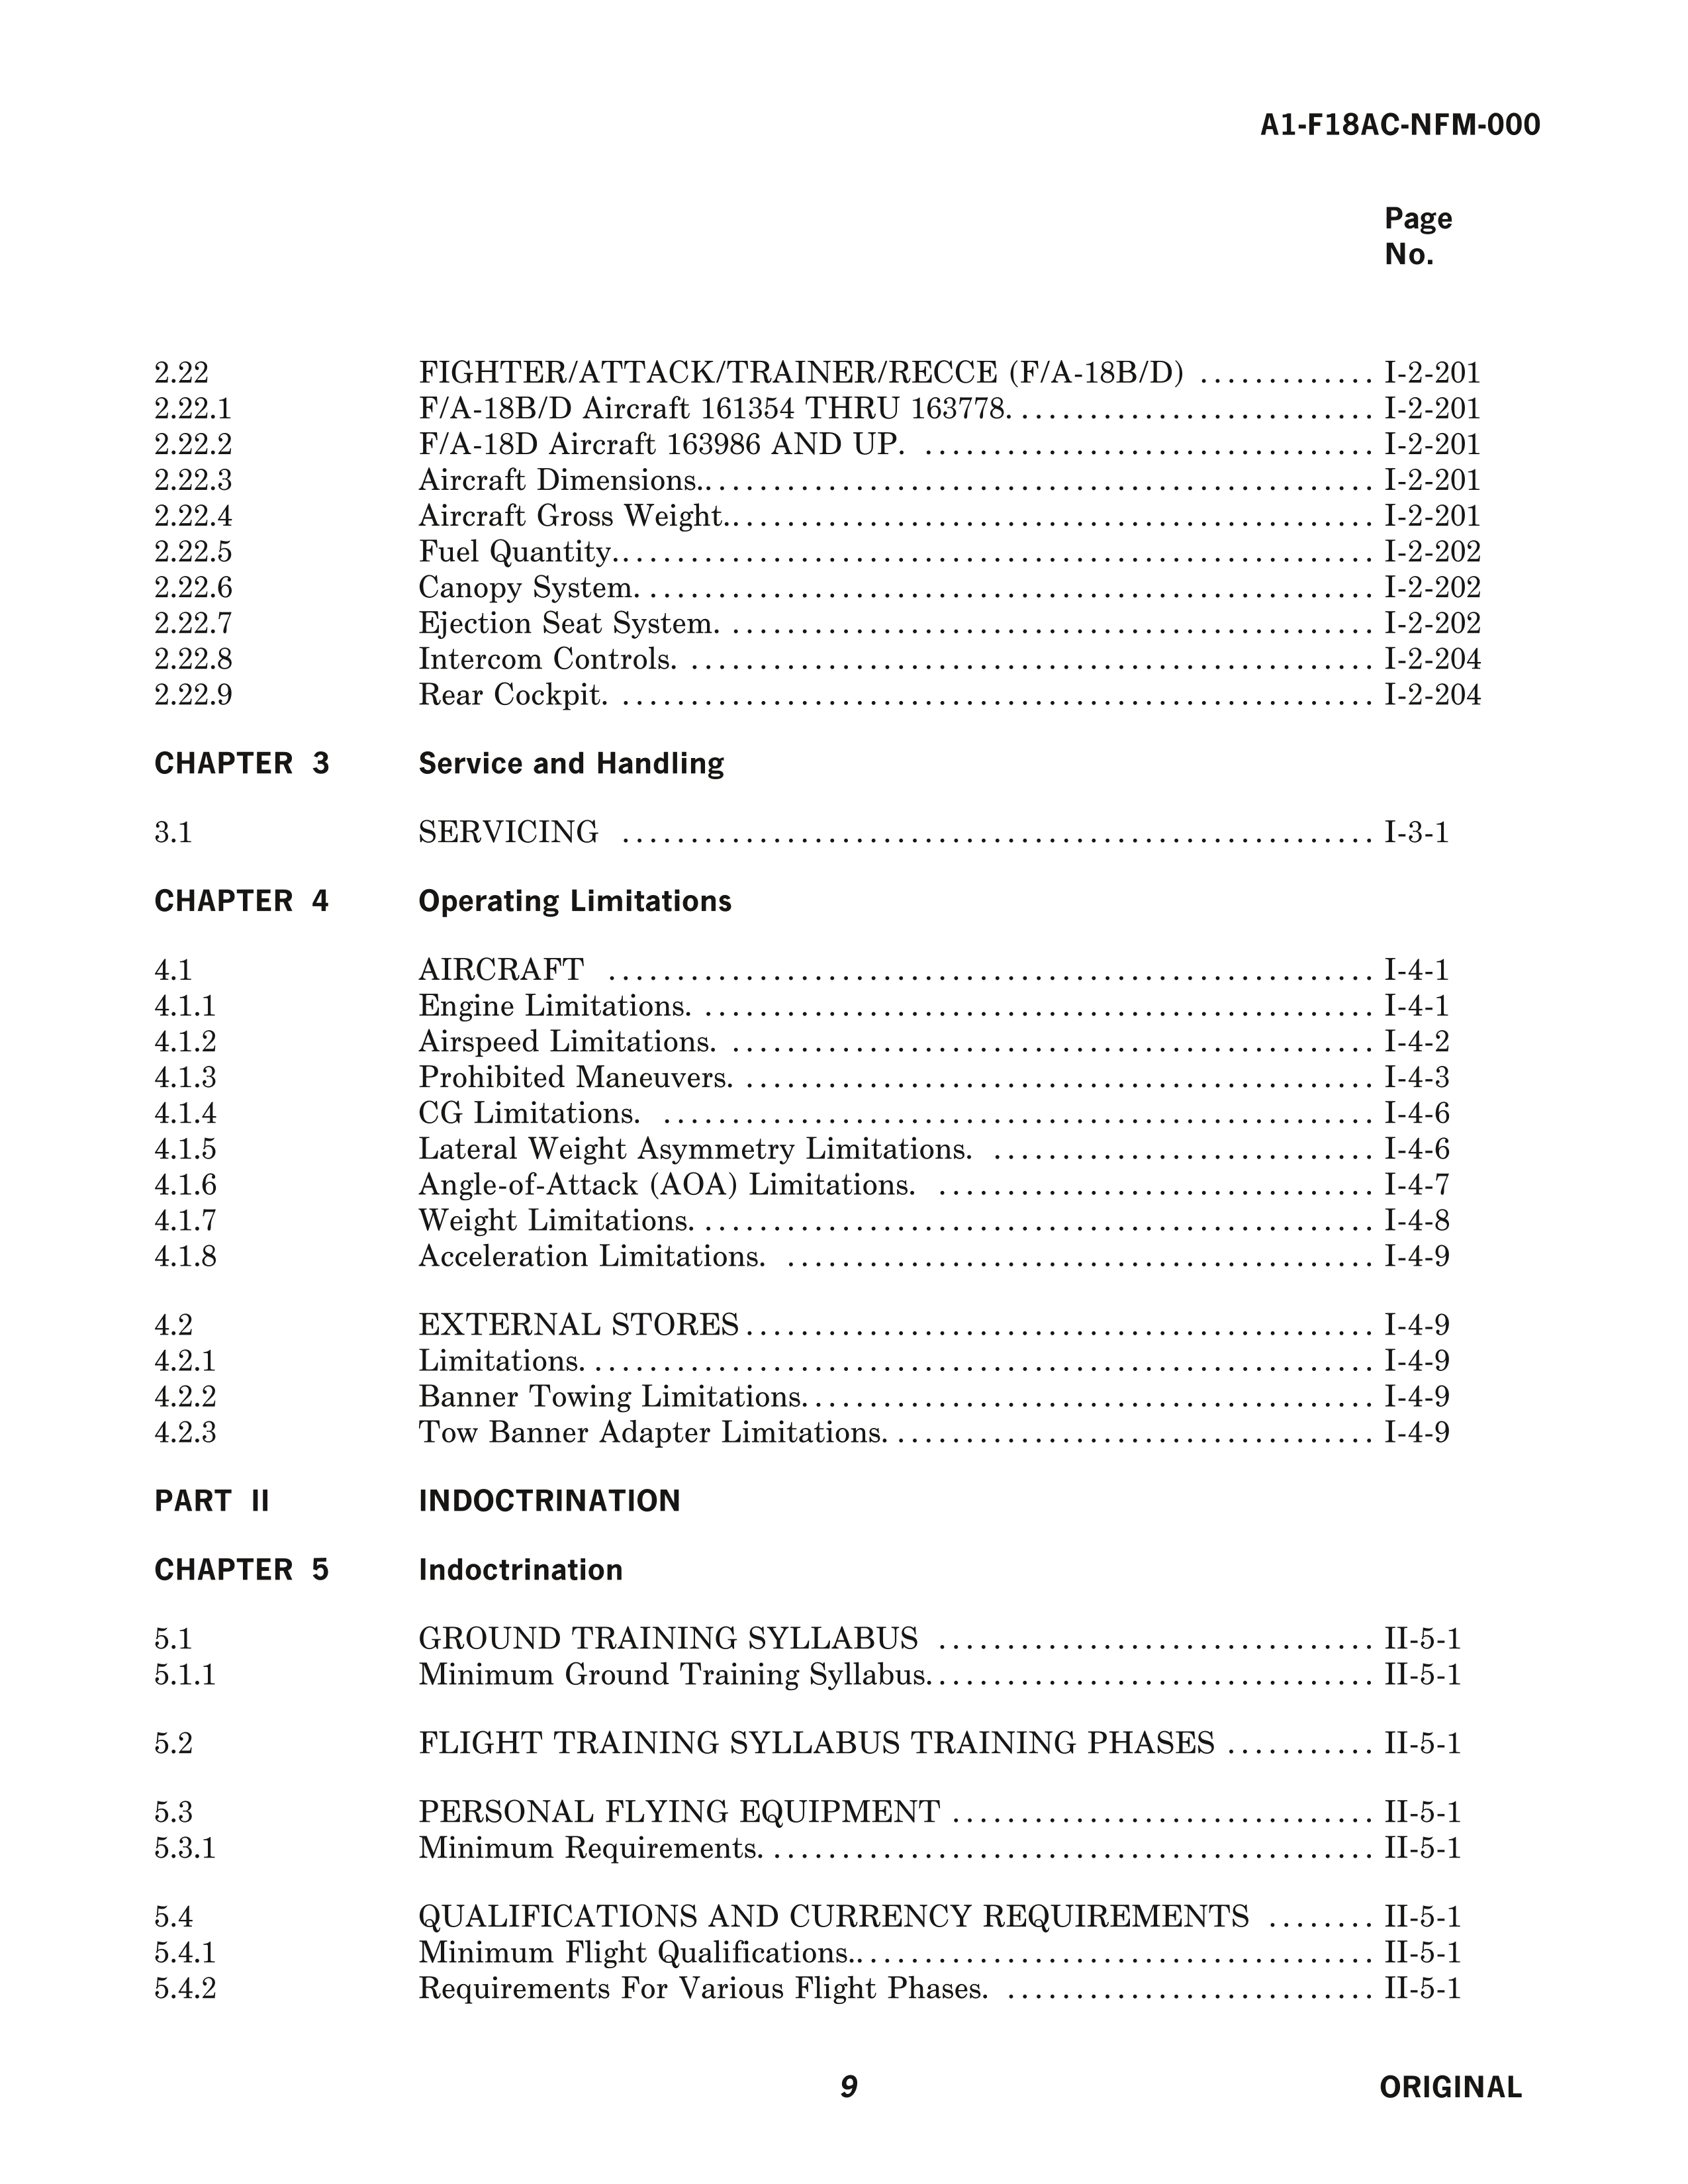 A1-F18AC-NFM-000
Page
No.
2.22 FIGHTER/ATTACK/TRAINER/RECCE (F/A-18B/D) ............. I-2-201
2.22.1 F/A-18B/D Aircraft 161354 THRU 163778. .......................... I-2-201
2.22.2 F/A-18D Aircraft 163986 AND UP. ................................. I-2-201
2.22.3 Aircraft Dimensions.................................................. I-2-201
2.22.4 Aircraft Gross Weight................................................ I-2-201
2.22.5 Fuel Quantity........................................................ I-2-202
2.22.6 Canopy System. ..................................................... I-2-202
2.22.7 Ejection Seat System. ............................................... I-2-202
2.22.8 Intercom Controls. .................................................. I-2-204
2.22.9 Rear Cockpit. ....................................................... I-2-204
CHAPTER 3 Service and Handling
3.1 SERVICING ....................................................... I-3-1
CHAPTER 4 Operating Limitations
4.1 AIRCRAFT ........................................................ I-4-1
4.1.1 Engine Limitations. ................................................. I-4-1
4.1.2 Airspeed Limitations. ............................................... I-4-2
4.1.3 Prohibited Maneuvers. .............................................. I-4-3
4.1.4 CG Limitations. .................................................... I-4-6
4.1.5 Lateral Weight Asymmetry Limitations. ............................ I-4-6
4.1.6 Angle-of-Attack (AOA) Limitations. ................................ I-4-7
4.1.7 Weight Limitations. ................................................. I-4-8
4.1.8 Acceleration Limitations. ........................................... I-4-9
4.2 EXTERNAL STORES .............................................. I-4-9
4.2.1 Limitations. ......................................................... I-4-9
4.2.2 Banner Towing Limitations.......................................... I-4-9
4.2.3 Tow Banner Adapter Limitations. ................................... I-4-9
PART II INDOCTRINATION
CHAPTER 5 Indoctrination
5.1 GROUND TRAINING SYLLABUS ................................ II-5-1
5.1.1 Minimum Ground Training Syllabus................................. II-5-1
5.2 FLIGHT TRAINING SYLLABUS TRAINING PHASES ........... II-5-1
5.3 PERSONAL FLYING EQUIPMENT ............................... II-5-1
5.3.1 Minimum Requirements. ............................................ II-5-1
5.4 QUALIFICATIONS AND CURRENCY REQUIREMENTS ........ II-5-1
5.4.1 Minimum Flight Qualifications....................................... II-5-1
5.4.2 Requirements For Various Flight Phases. ........................... II-5-1
9 ORIGINAL